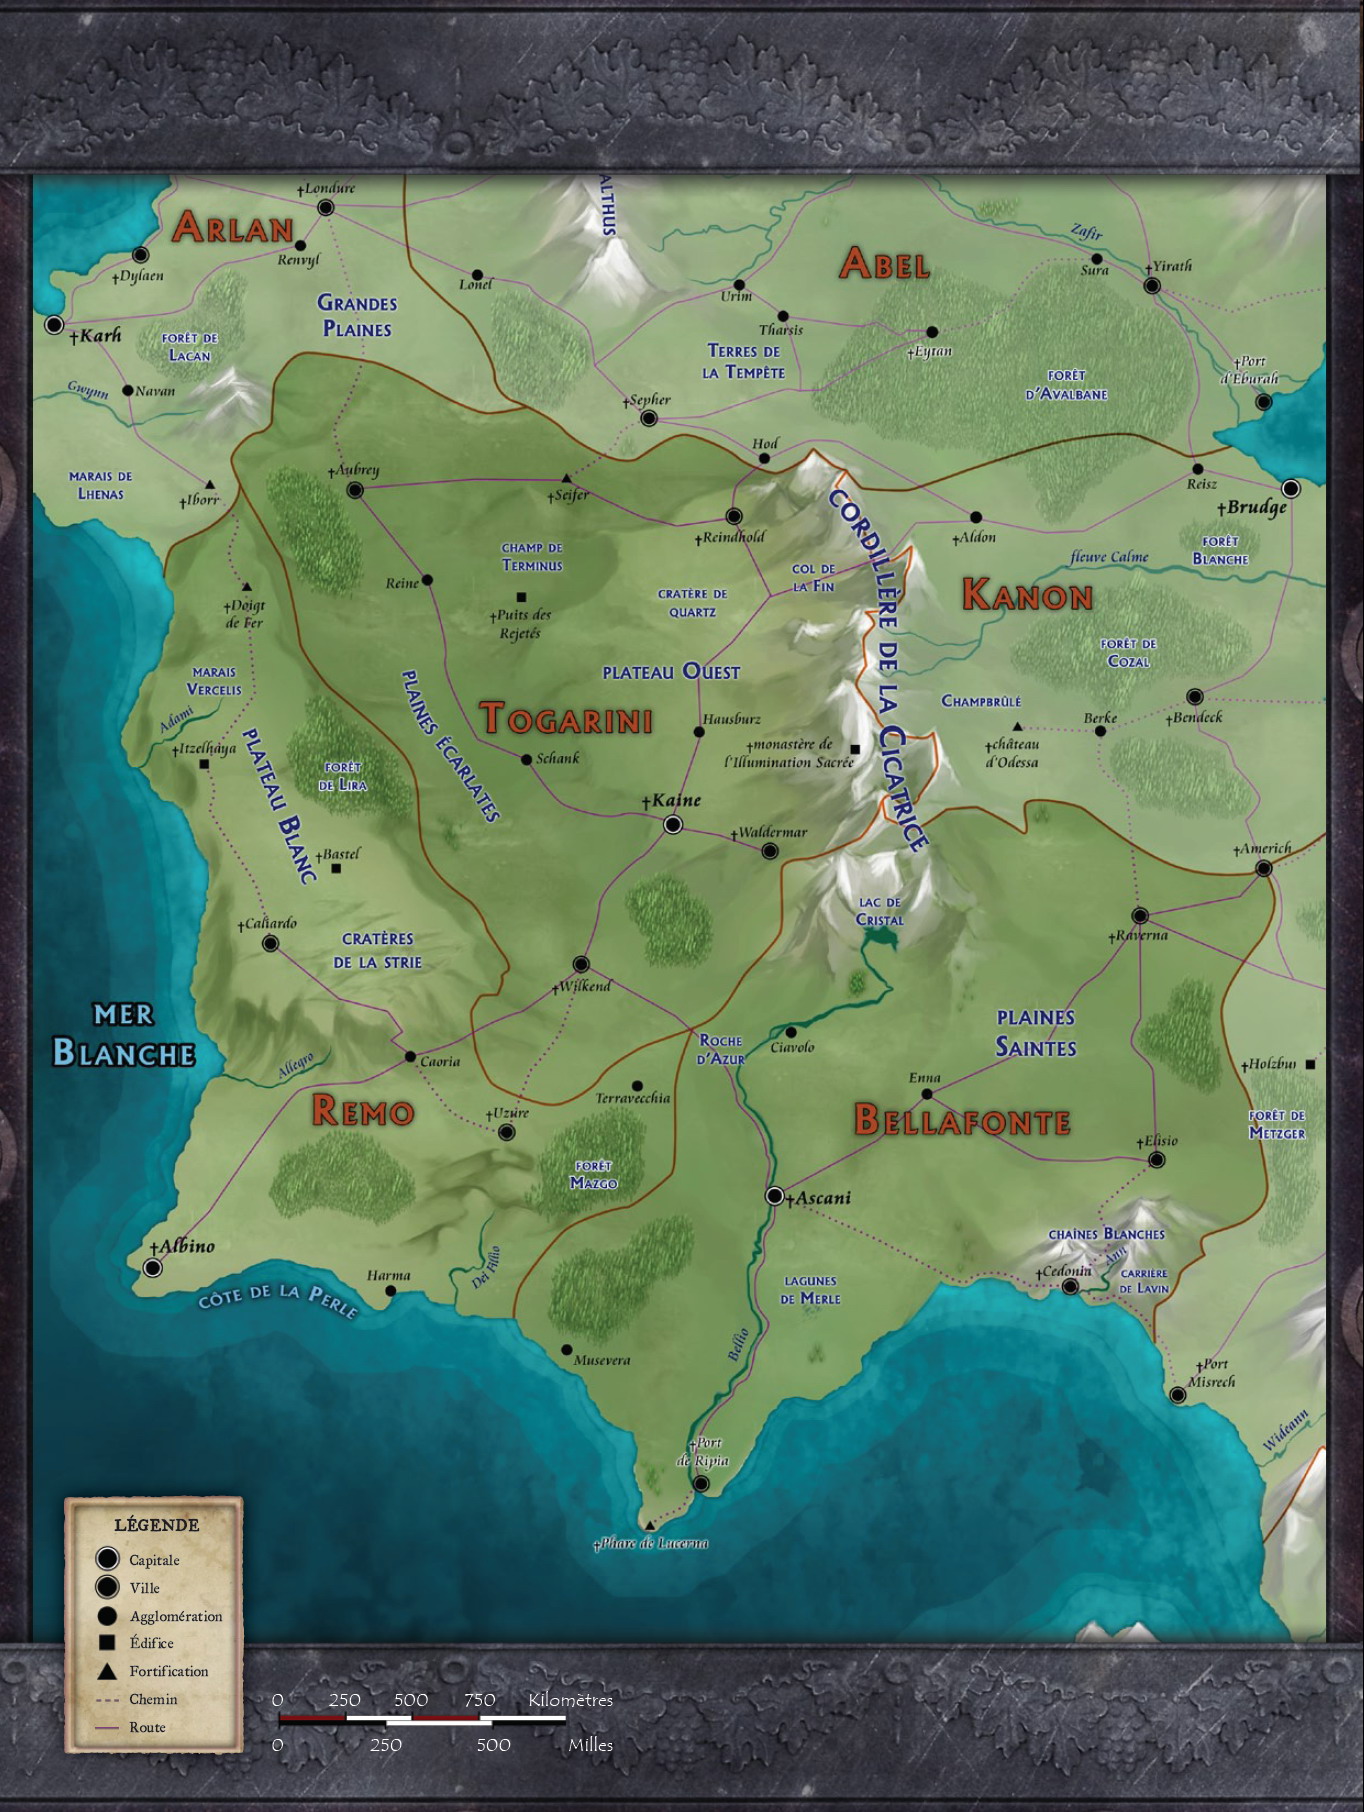 †Londure
ALTHUS
ARLAN
Zafir
Renvyl
ABEL
Sura
†Yirath
†Dylaen
Lonel
Urim
GRANDES
PLAINES
Tharsis
†Karh
FORÊT DE
LACAN
TERRES DE
LA TEMPÊTE
†Eytan
†Port
d'Eburah
FORÊT
D'AVALBANE
Gwynn
Navan
†Sepher
Hod
†Aubrey
MARAIS DE
LHENAS
†Iborr
†Seifer
Reisz
†Brudge
†Reindhold
CORDILLÈRE DE LA CICATRICE
†Aldon
CHAMP DE
TERMINUS
FORÊT
BLANCHE
fleuve Calme
COL DE
LA FIN
Reine
KANON
CRATÈRE DE
QUARTZ
†Doigt
de Fer
†Puits des
Rejetés
FORÊT DE
COZAL
MARAIS
VERCELIS
PLATEAU OUEST
PLAINES ÉCARLATES
CHAMPBRÛLÉ
Adami
TOGARINI
Hausburz
Berke
†Bendeck
†Itzelhaya
PLATEAU BLANC
Schank
†monastère de
l'Illumination Sacrée
†château
d'Odessa
FORÊT
DE LIRA
†Kaine
†Waldermar
†Bastel
†Americh
LAC DE
CRISTAL
†Caliardo
CRATÈRES
DE LA STRIE
†Raverna
†Wilkend
MER
BLANCHE
PLAINES
SAINTES
ROCHE
D'AZUR
Ciavolo
Allegro
Caoria
†Holzbur
Enna
Terravecchia
REMO
†Uzure
BELLAFONTE
FORÊT DE
METZGER
†Elisio
FORÊT
MAZGO
†Ascani
CHAÎNES BLANCHES
†Albino
Ann
Del Filio
†Cedonia
CARRIÈRE
DE LAVIN
Harma
LAGUNES
DE MERLE
CÔTE DE LA PERLE
Bellio
Musevera
†Port
Misrech
Wideann
†Port
de Ripia
†Phare de Lucerna
LÉGENDE
Capitale
Ville
Agglomération
Édifice
Fortification
Chemin
Route
0 250 500 750 Kilomètres
0 250 500 Milles